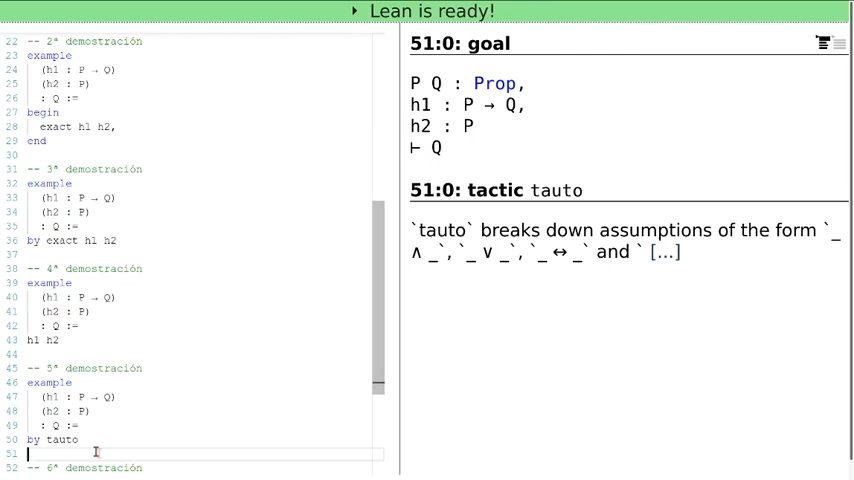 Lean is ready!
22 -- 2ª demostración
23 example
24 (h1 : P → Q)
25 (h2 : P)
26 : Q :=
27 begin
28 exact h1 h2,
29 end
30
31 -- 3ª demostración
32 example
33 (h1 : P → Q)
34 (h2 : P)
35 : Q :=
36 by exact h1 h2
37
38 -- 4ª demostración
39 example
40 (h1 : P → Q)
41 (h2 : P)
42 : Q :=
43 h1 h2
44
45 -- 5ª demostración
46 example
47 (h1 : P → Q)
48 (h2 : P)
49 : Q :=
50 by tauto
51
52 -- 6ª demostración
51:0: goal
P Q : Prop,
h1 : P → Q,
h2 : P
⊢ Q
51:0: tactic tauto
`tauto` breaks down assumptions of the form `_
∧ _`, `_ ∨ _`, `_ ↔ _` and ` [...]